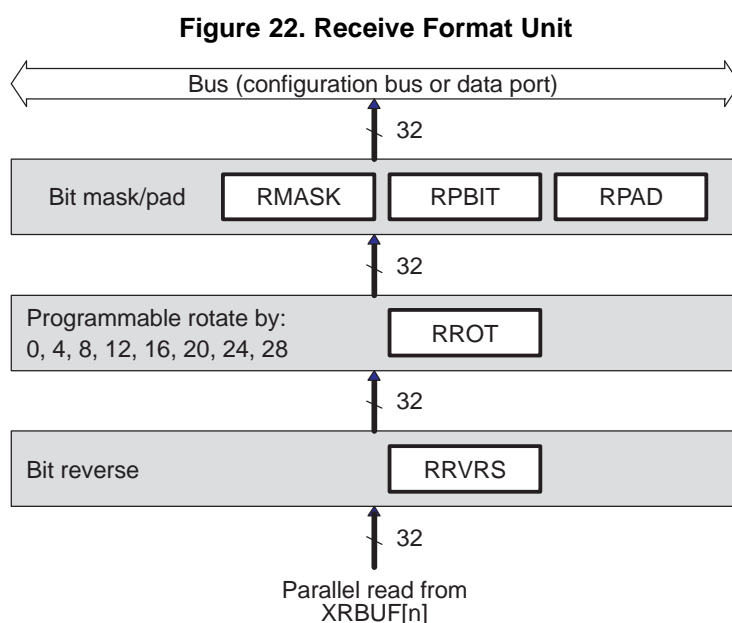 Figure 22. Receive Format Unit
Bus (configuration bus or data port)
32
Bit mask/pad RMASK RPBIT RPAD
32
Programmable rotate by:
0, 4, 8, 12, 16, 20, 24, 28
RROT
32
Bit reverse RRVRS
32
Parallel read from
XRBUF[n]